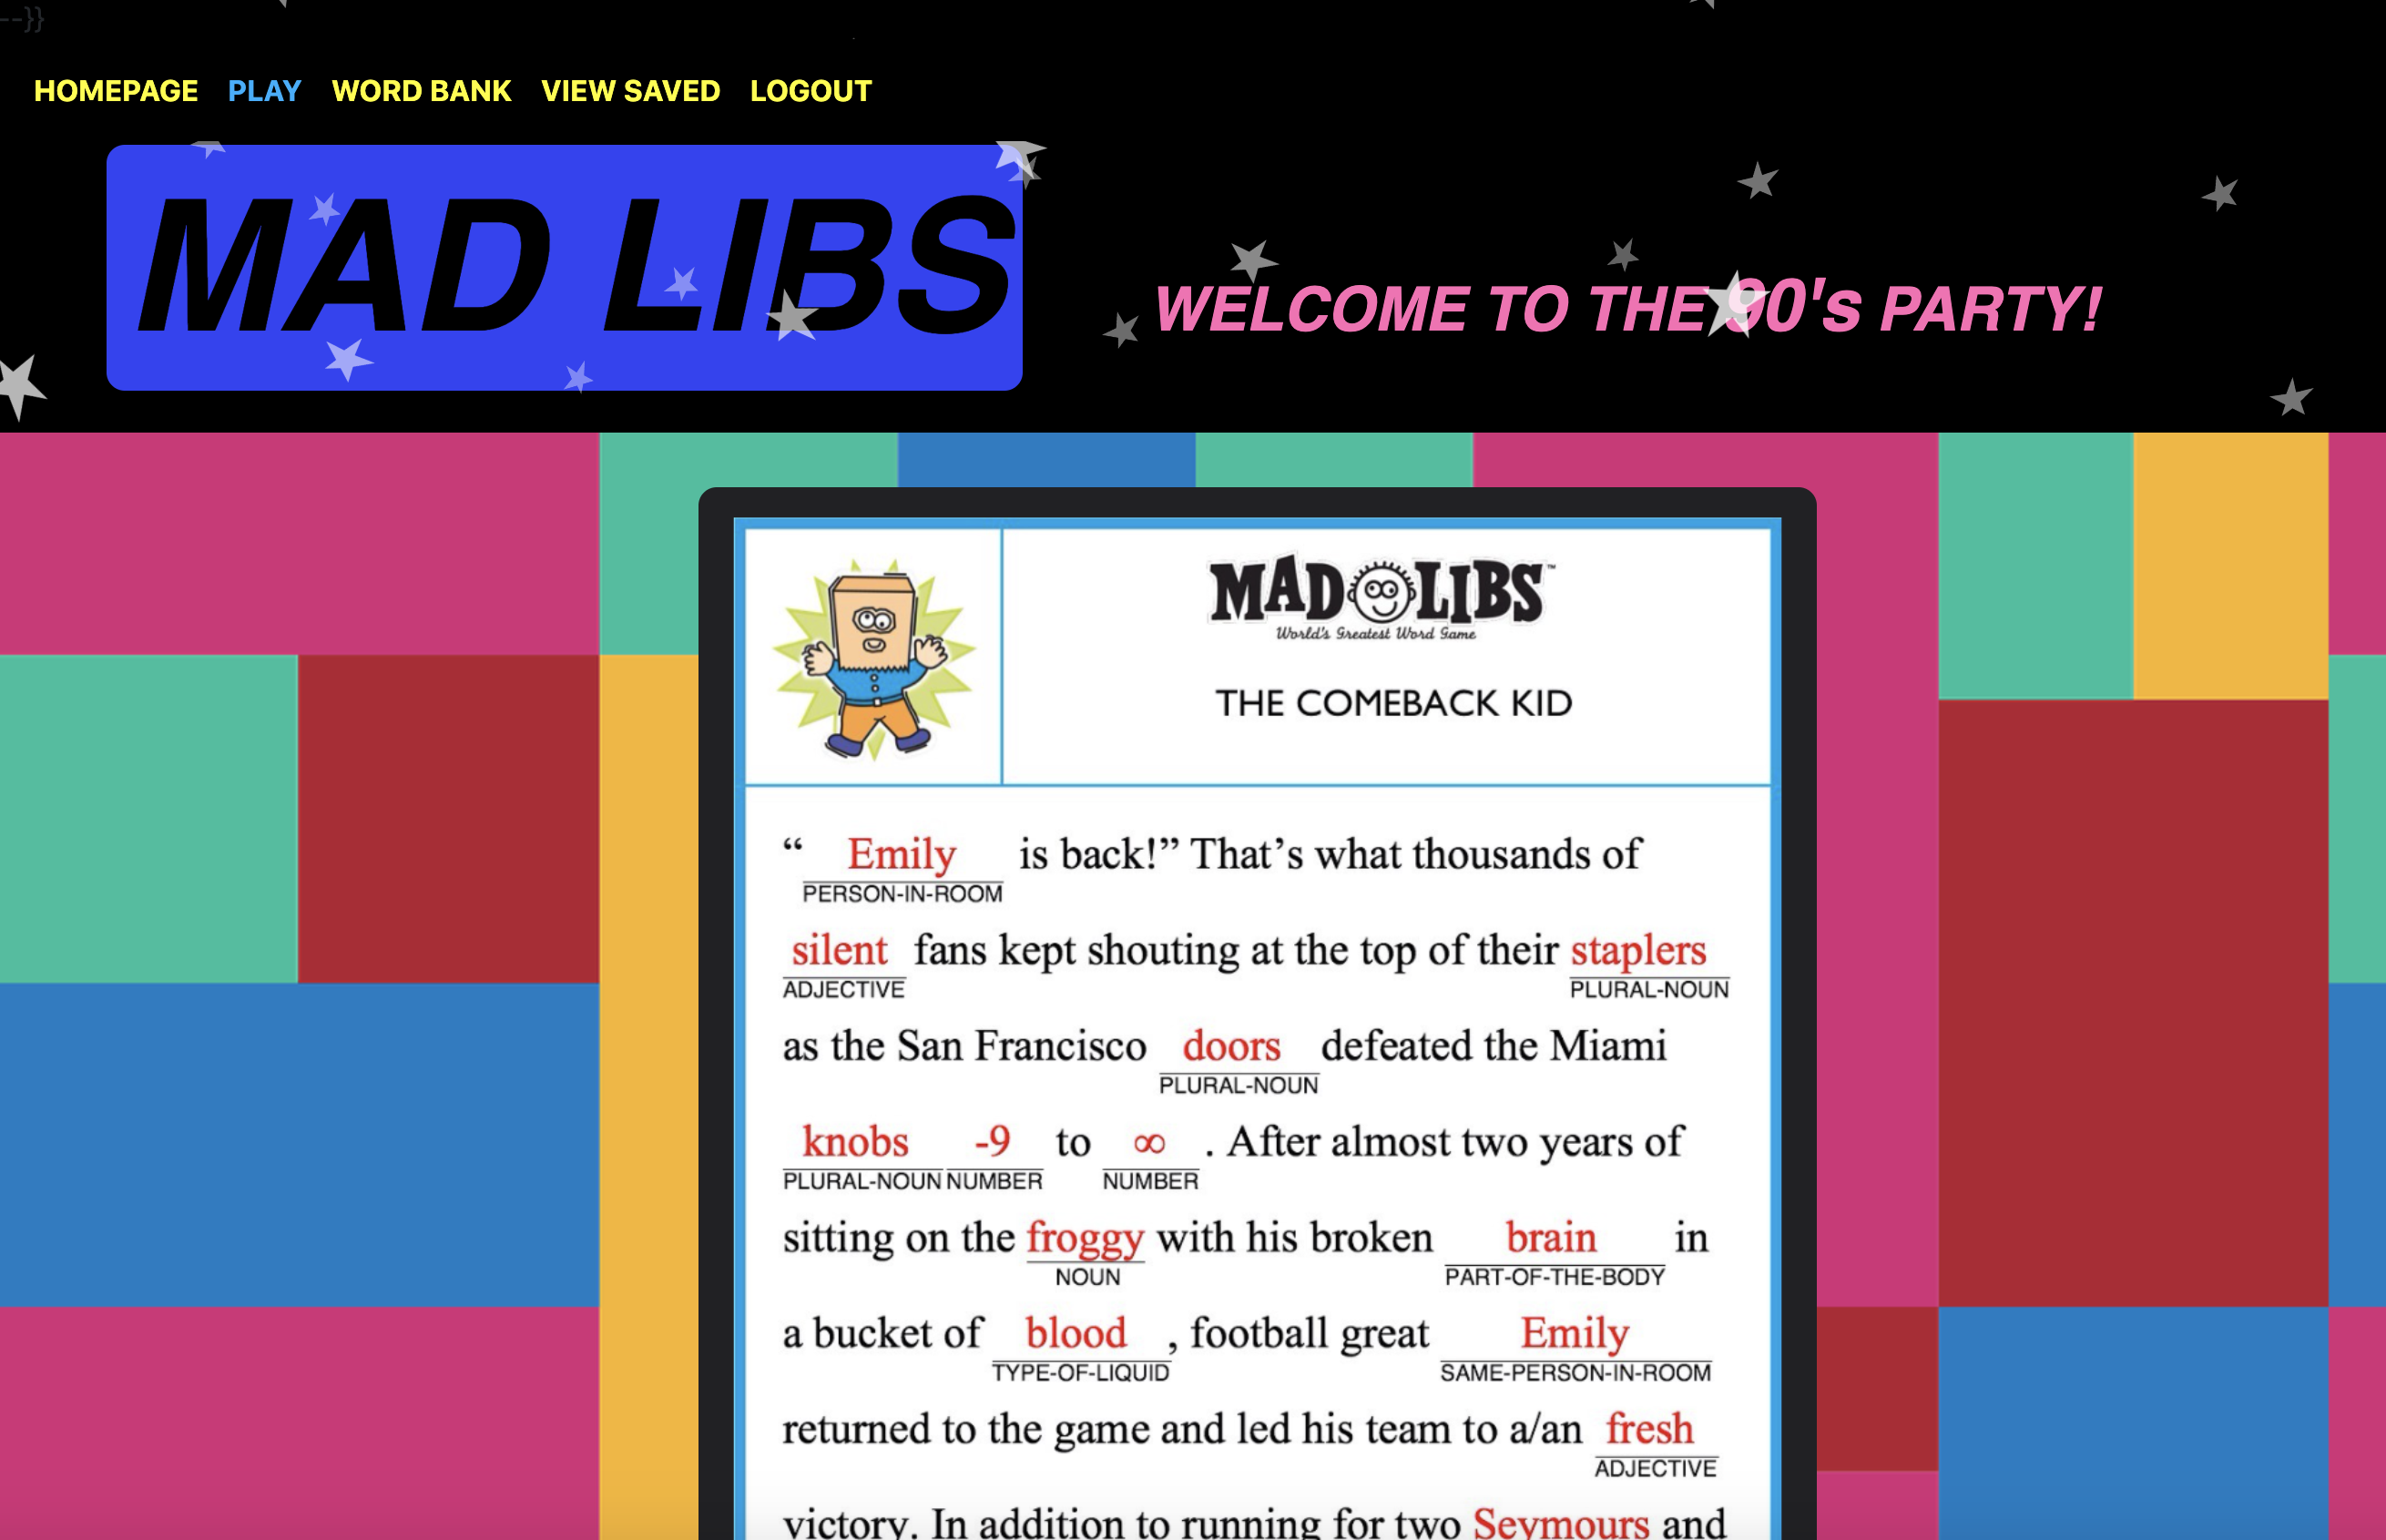 --}}
HOMEPAGE PLAY WORD BANK VIEW SAVED LOGOUT
MAD LIBS
WELCOME TO THE 90's PARTY!
MAD LIBS™
World's Greatest Word Game
THE COMEBACK KID
“ Emily is back!” That’s what thousands of
PERSON-IN-ROOM
silent fans kept shouting at the top of their staplers
ADJECTIVE PLURAL-NOUN
as the San Francisco doors defeated the Miami
PLURAL-NOUN
knobs -9 to ∞ . After almost two years of
PLURAL-NOUN NUMBER NUMBER
sitting on the froggy with his broken brain in
NOUN PART-OF-THE-BODY
a bucket of blood , football great Emily
TYPE-OF-LIQUID SAME-PERSON-IN-ROOM
returned to the game and led his team to a/an fresh
ADJECTIVE
victory. In addition to running for two Seymours and